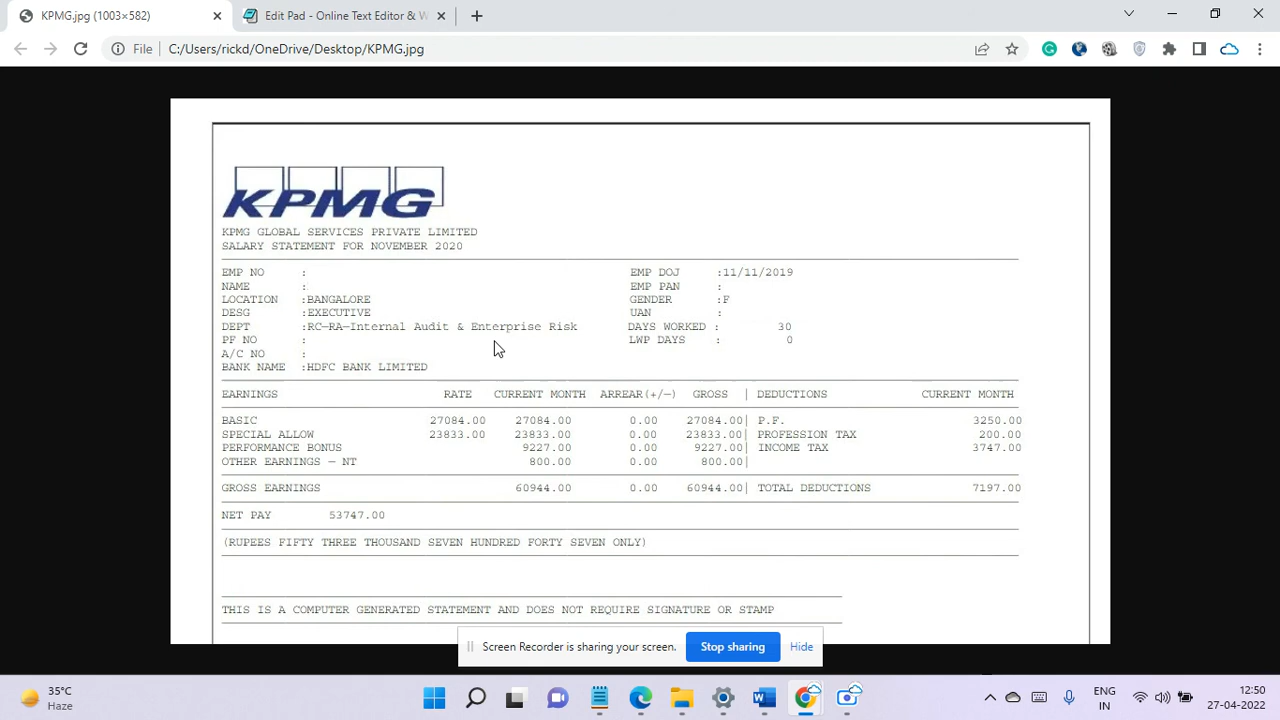 KPMG.jpg (1003×582)
Edit Pad - Online Text Editor & W
File C:/Users/rickd/OneDrive/Desktop/KPMG.jpg
KPMG
KPMG GLOBAL SERVICES PRIVATE LIMITED
SALARY STATEMENT FOR NOVEMBER 2020
EMP NO : EMP DOJ :11/11/2019
NAME : EMP PAN :
LOCATION :BANGALORE GENDER :F
DESG :EXECUTIVE UAN :
DEPT :RC—RA—Internal Audit & Enterprise Risk DAYS WORKED : 30
PF NO : LWP DAYS : 0
A/C NO :
BANK NAME :HDFC BANK LIMITED
EARNINGS RATE CURRENT MONTH ARREAR(+/—) GROSS | DEDUCTIONS CURRENT MONTH
BASIC 27084.00 27084.00 0.00 27084.00| P.F. 3250.00
SPECIAL ALLOW 23833.00 23833.00 0.00 23833.00| PROFESSION TAX 200.00
PERFORMANCE BONUS 9227.00 0.00 9227.00| INCOME TAX 3747.00
OTHER EARNINGS — NT 800.00 0.00 800.00|
GROSS EARNINGS 60944.00 0.00 60944.00| TOTAL DEDUCTIONS 7197.00
NET PAY 53747.00
(RUPEES FIFTY THREE THOUSAND SEVEN HUNDRED FORTY SEVEN ONLY)
THIS IS A COMPUTER GENERATED STATEMENT AND DOES NOT REQUIRE SIGNATURE OR STAMP
Screen Recorder is sharing your screen. Stop sharing Hide
35°C
Haze
ENG
IN
12:50
27-04-2022